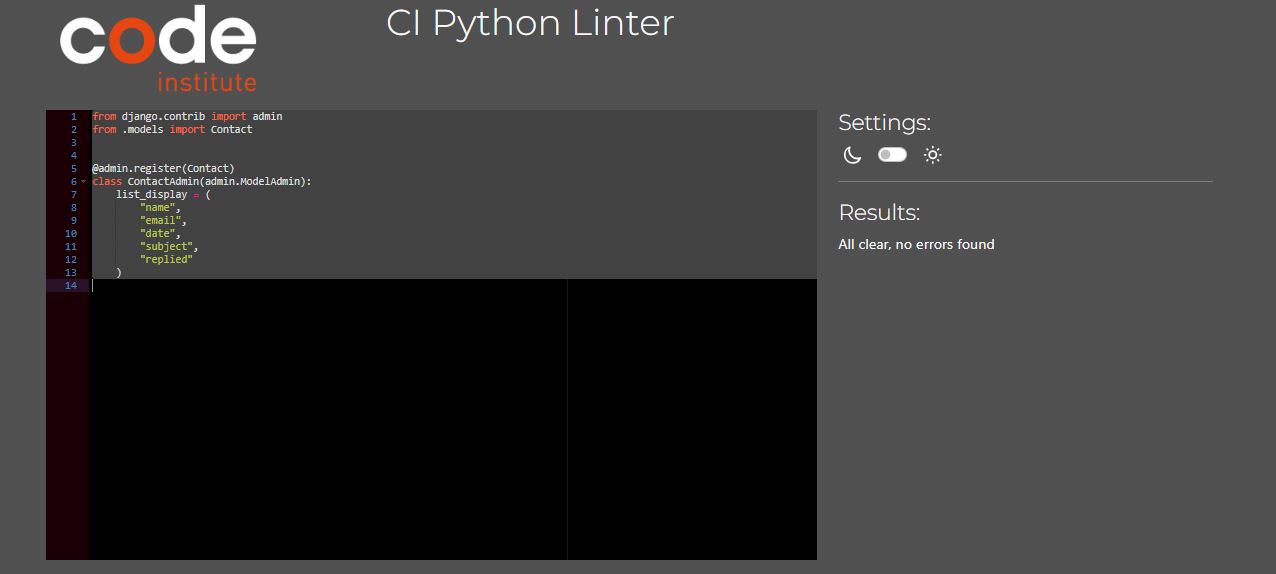 code
institute
CI Python Linter
1 from django.contrib import admin
2 from .models import Contact
3
4
5 @admin.register(Contact)
6 class ContactAdmin(admin.ModelAdmin):
7     list_display = (
8         "name",
9         "email",
10         "date",
11         "subject",
12         "replied"
13     )
14
Settings:
Results:
All clear, no errors found